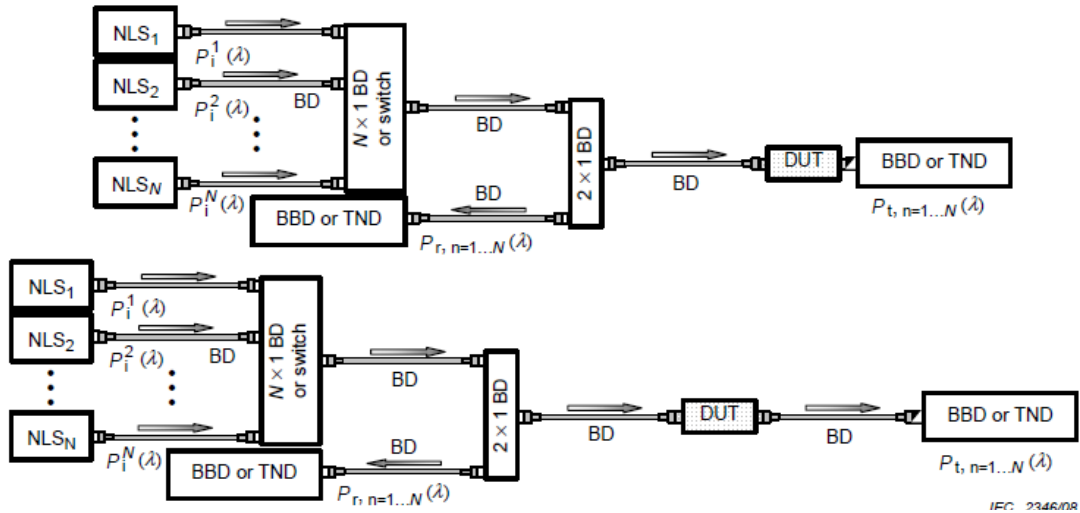 NLS1
P_i^1(λ)
NLS2
P_i^2(λ)
BD
NLSN
P_i^N(λ)
N × 1 BD
or switch
BD
BD
BBD or TND
P_r, n=1...N(λ)
2 × 1 BD
BD
DUT
BBD or TND
P_t, n=1...N(λ)
NLS1
P_i^1(λ)
NLS2
P_i^2(λ)
BD
NLSN
P_i^N(λ)
N × 1 BD
or switch
BD
BD
BBD or TND
P_r, n=1...N(λ)
2 × 1 BD
BD
DUT
BD
BBD or TND
P_t, n=1...N(λ)
IEC 2346/08